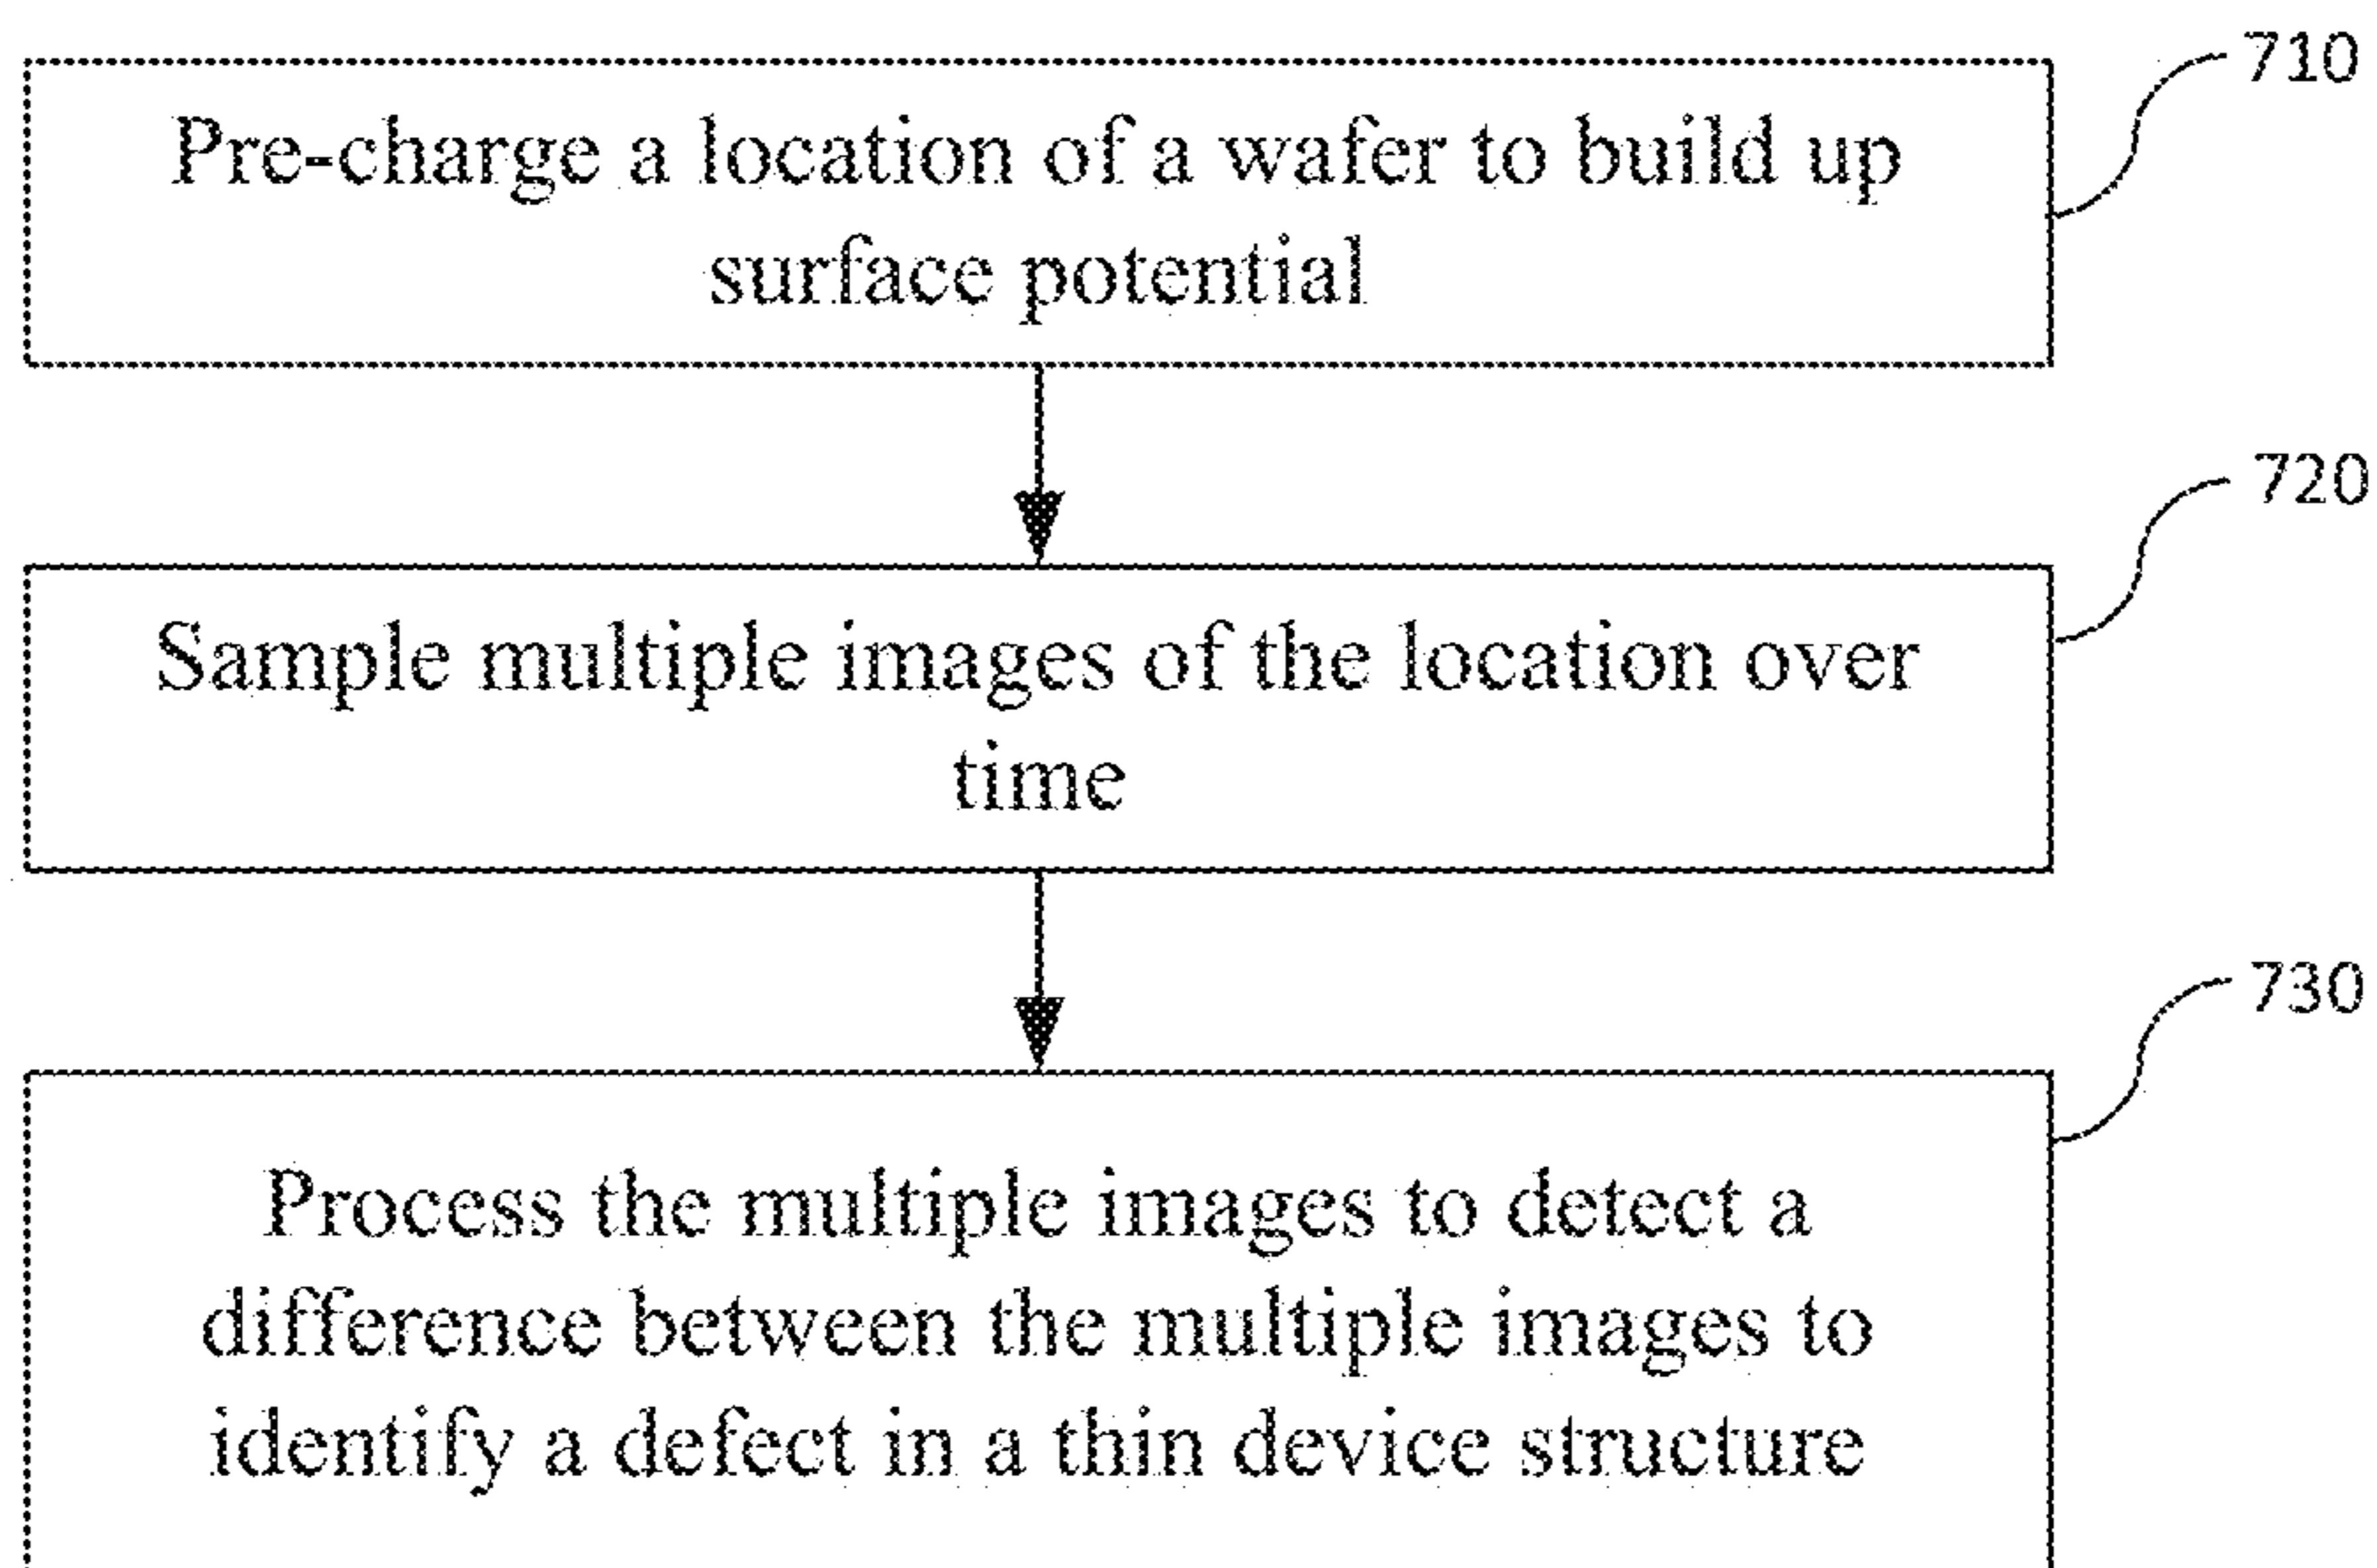 710
Pre-charge a location of a wafer to build up
surface potential
720
Sample multiple images of the location over
time
730
Process the multiple images to detect a
difference between the multiple images to
identify a defect in a thin device structure